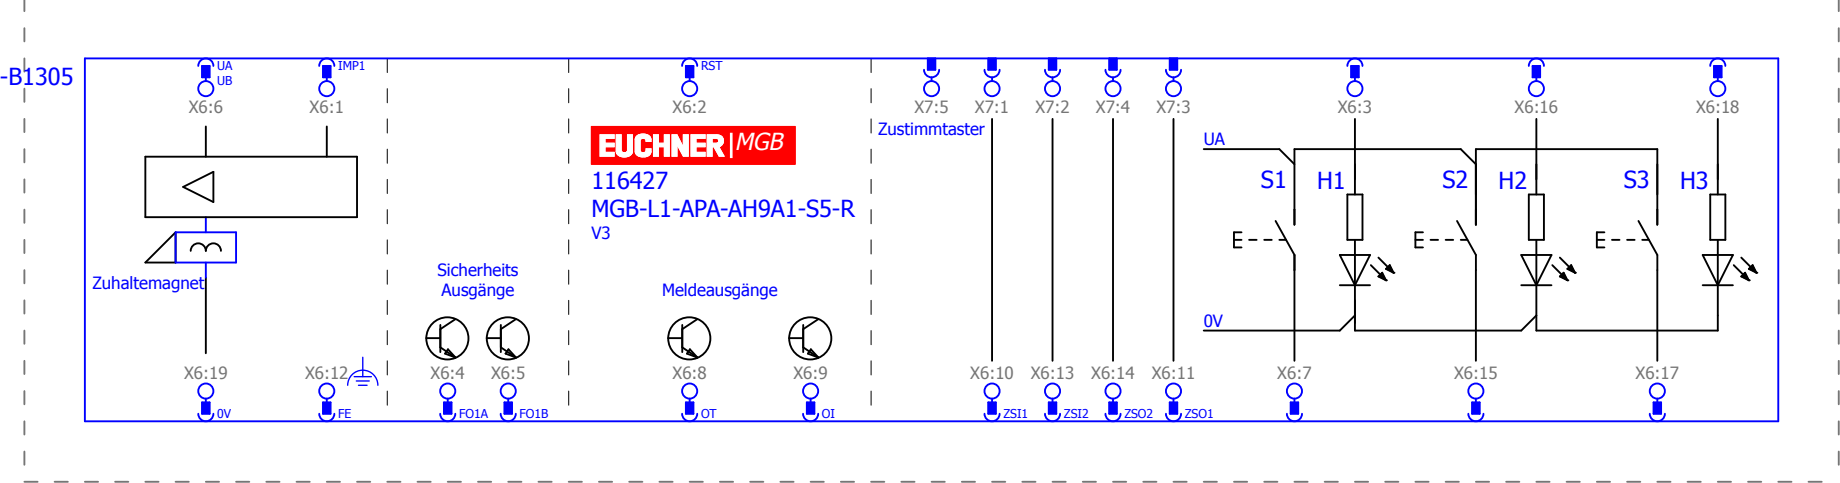 -B1305
UA
UB
IMP1
RST
X6:6
X6:1
X6:2
X7:5
X7:1
X7:2
X7:4
X7:3
X6:3
X6:16
X6:18
Zustimmtaster
EUCHNER MGB
116427
MGB-L1-APA-AH9A1-S5-R
V3
UA
S1
H1
S2
H2
S3
H3
Zuhaltemagnet
Sicherheits
Ausgänge
Meldeausgänge
0V
X6:19
X6:12
X6:4
X6:5
X6:8
X6:9
X6:10
X6:13
X6:14
X6:11
X6:7
X6:15
X6:17
0V
FE
FO1A
FO1B
OT
OI
ZSI1
ZSI2
ZSO2
ZSO1